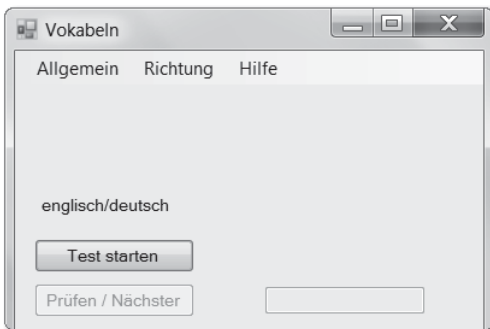 Vokabeln
Allgemein Richtung Hilfe
englisch/deutsch
Test starten
Prüfen / Nächster